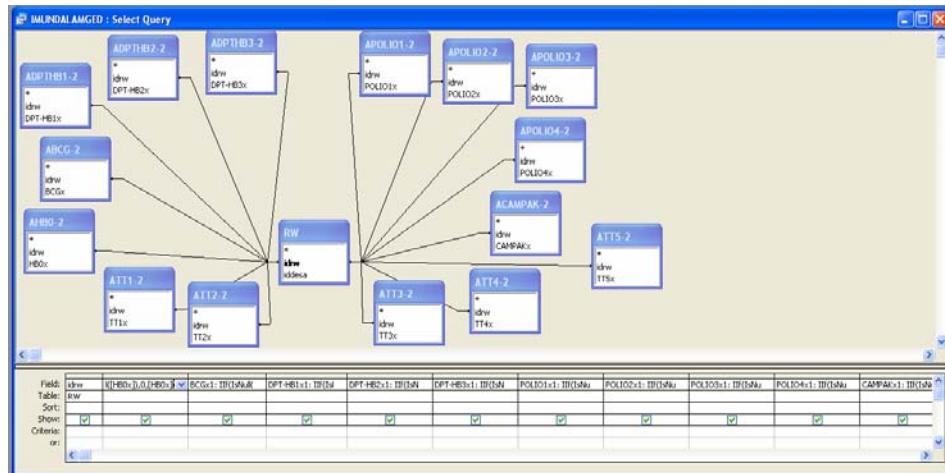 IMUNDALAMGED : Select Query
ADPTHB1-2
*
idrw
DPT-HB1x
ADPTHB2-2
*
idrw
DPT-HB2x
ADPTHB3-2
*
idrw
DPT-HB3x
APOLIO1-2
*
idrw
POLIO1x
APOLIO2-2
*
idrw
POLIO2x
APOLIO3-2
*
idrw
POLIO3x
APOLIO4-2
*
idrw
POLIO4x
ABCG-2
*
idrw
BCGx
AHB0-2
*
idrw
HB0x
RW
*
idrw
iddesa
ACAMPAK-2
*
idrw
CAMPAKx
ATT5-2
*
idrw
TT5x
ATT1-2
*
idrw
TT1x
ATT2-2
*
idrw
TT2x
ATT3-2
*
idrw
TT3x
ATT4-2
*
idrw
TT4x
Field: idrw ([HB0x]),0,[HB0x] BCGx1: IIf(IsNull( DPT-HB1x1: IIf(Isl DPT-HB2x1: IIf(IsN DPT-HB3x1: IIf(IsN POLIO1x1: IIf(IsNu POLIO2x1: IIf(IsNu POLIO3x1: IIf(IsNu POLIO4x1: IIf(IsNu CAMPAKx1: IIf(IsN
Table: RW
Sort:
Show:
Criteria:
or: